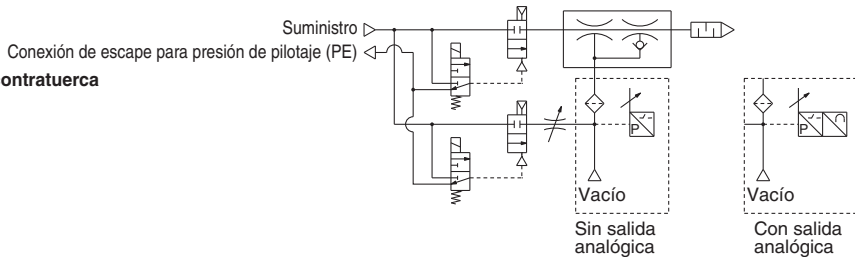 Suministro
Conexión de escape para presión de pilotaje (PE)
ontratuerca
P
P
Vacío
Vacío
Sin salida
analógica
Con salida
analógica